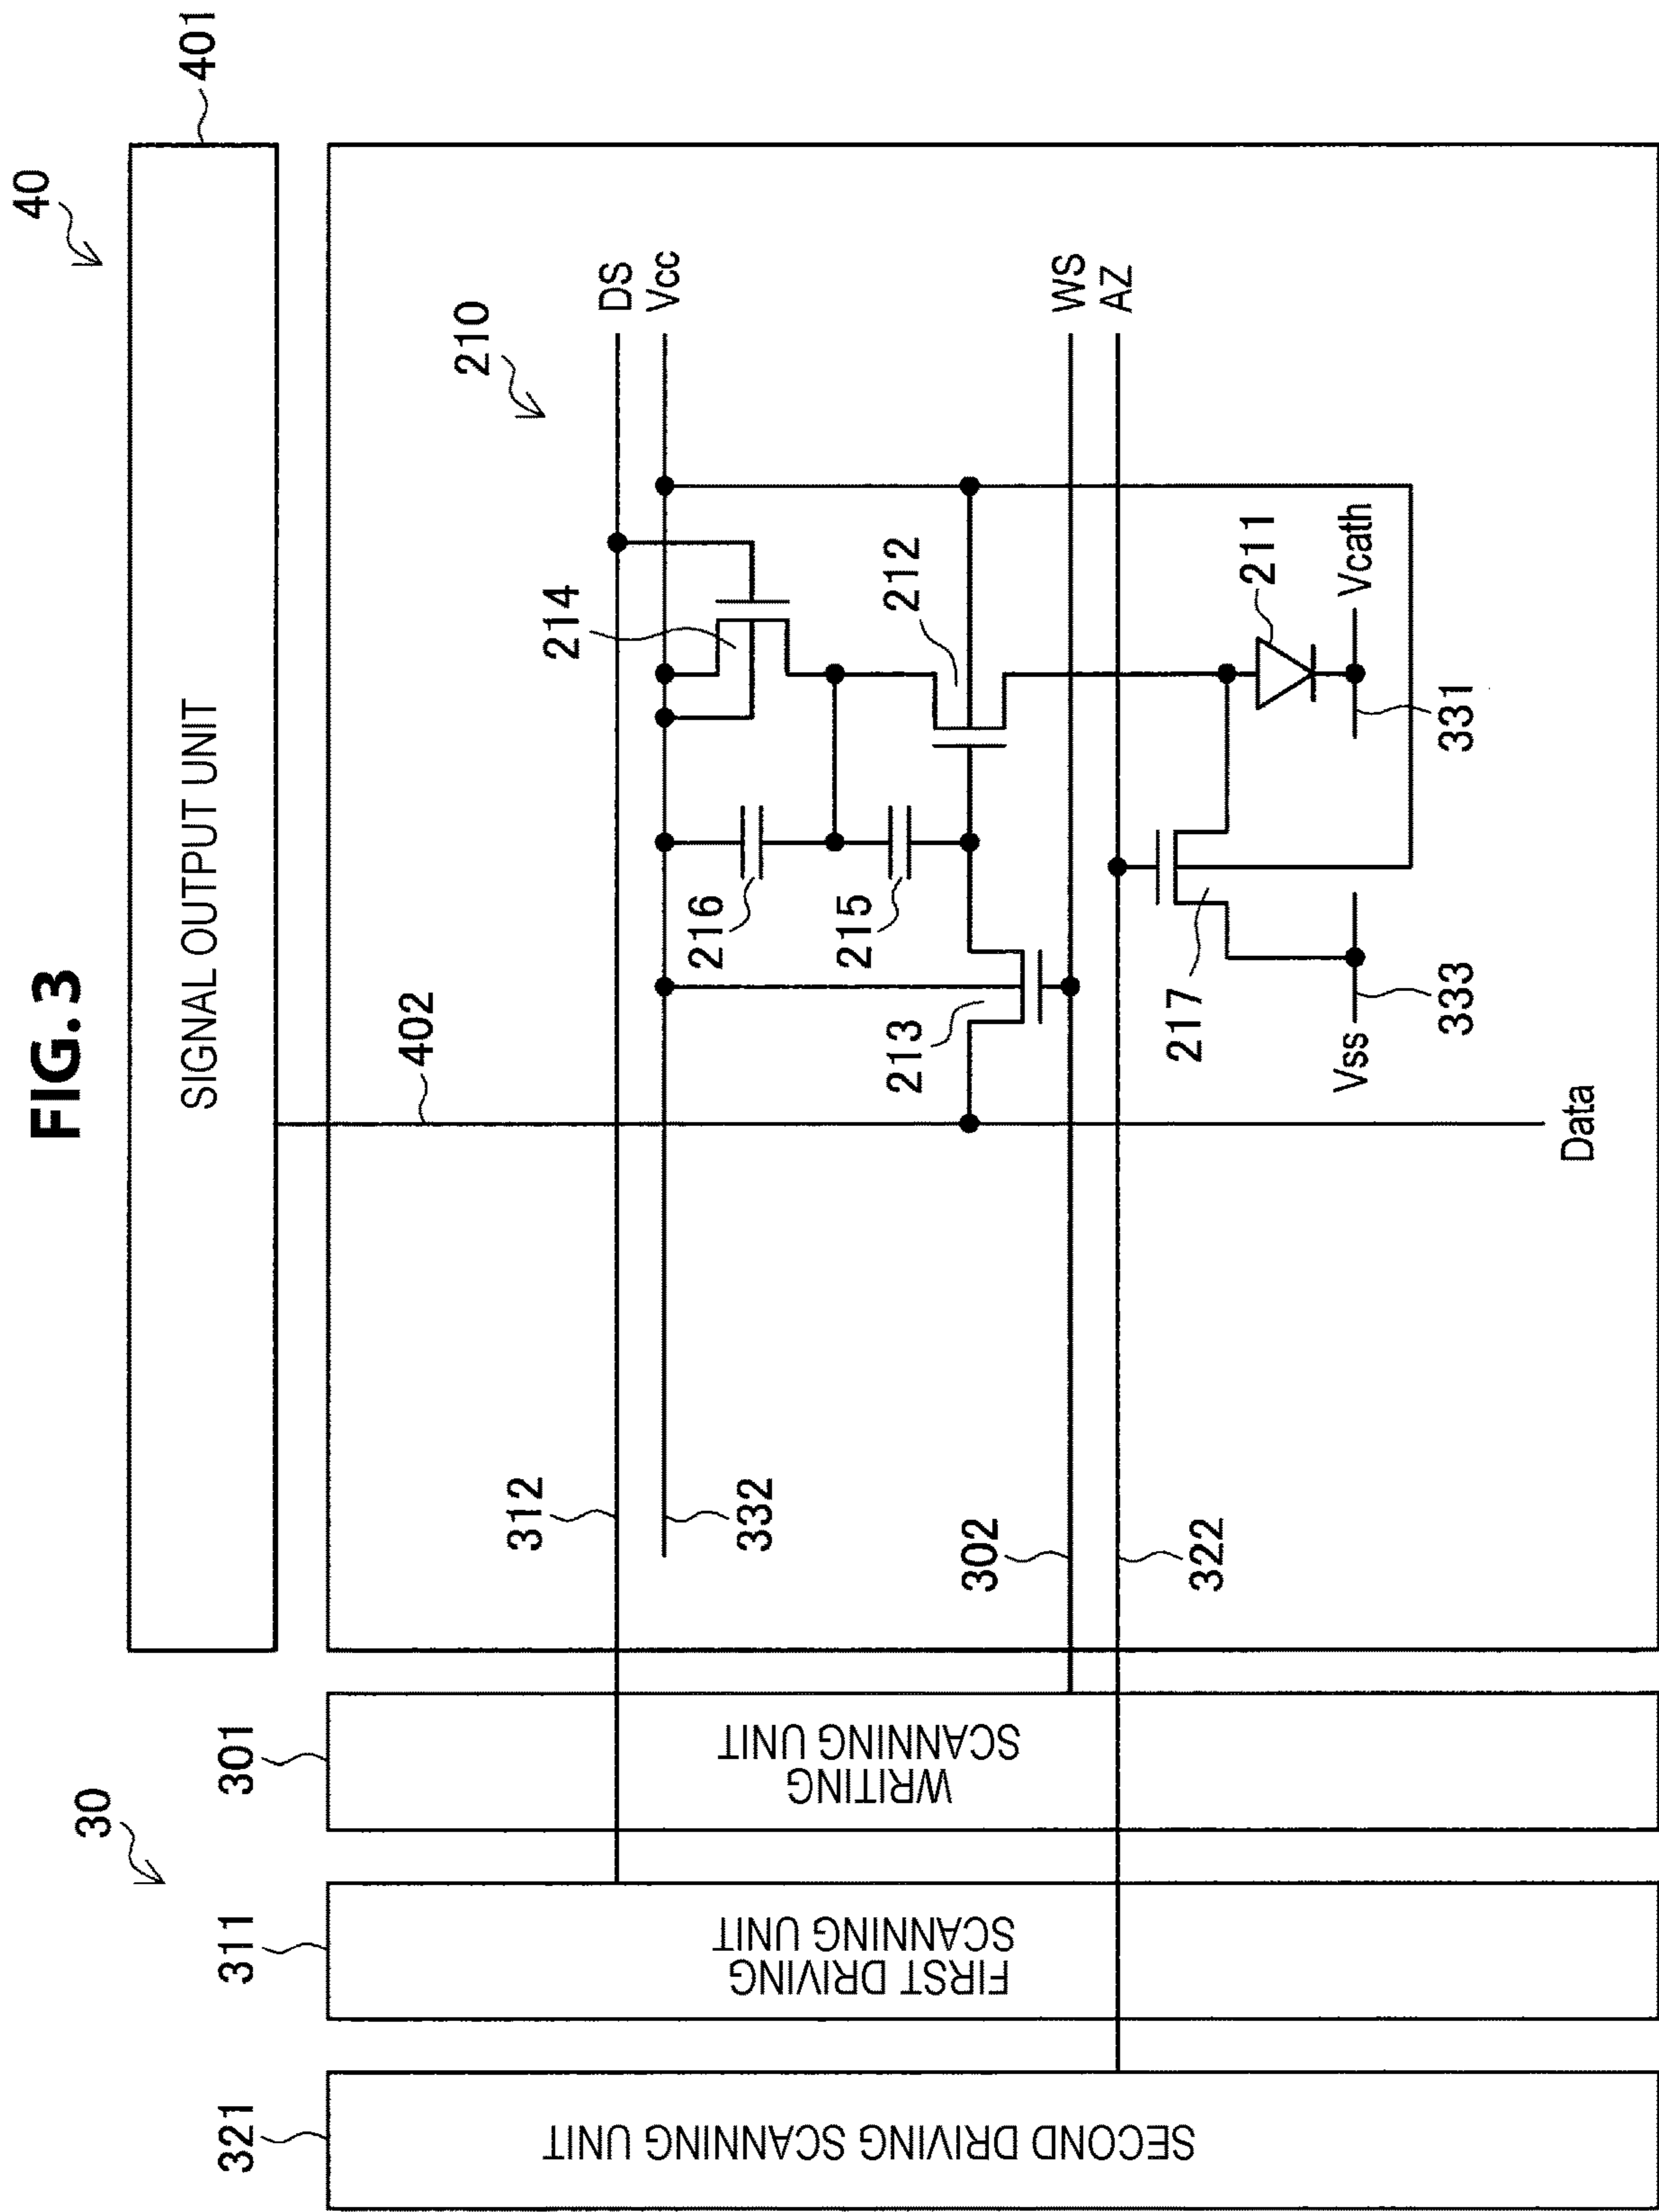 FIG. 3
40
401
SIGNAL OUTPUT UNIT
402
210
DS
Vcc
312
332
214
216
215
212
213
WS
AZ
302
322
217
211
Vcath
331
Vss
333
Data
30
301
WRITING
SCANNING UNIT
311
FIRST DRIVING
SCANNING UNIT
321
SECOND DRIVING SCANNING UNIT